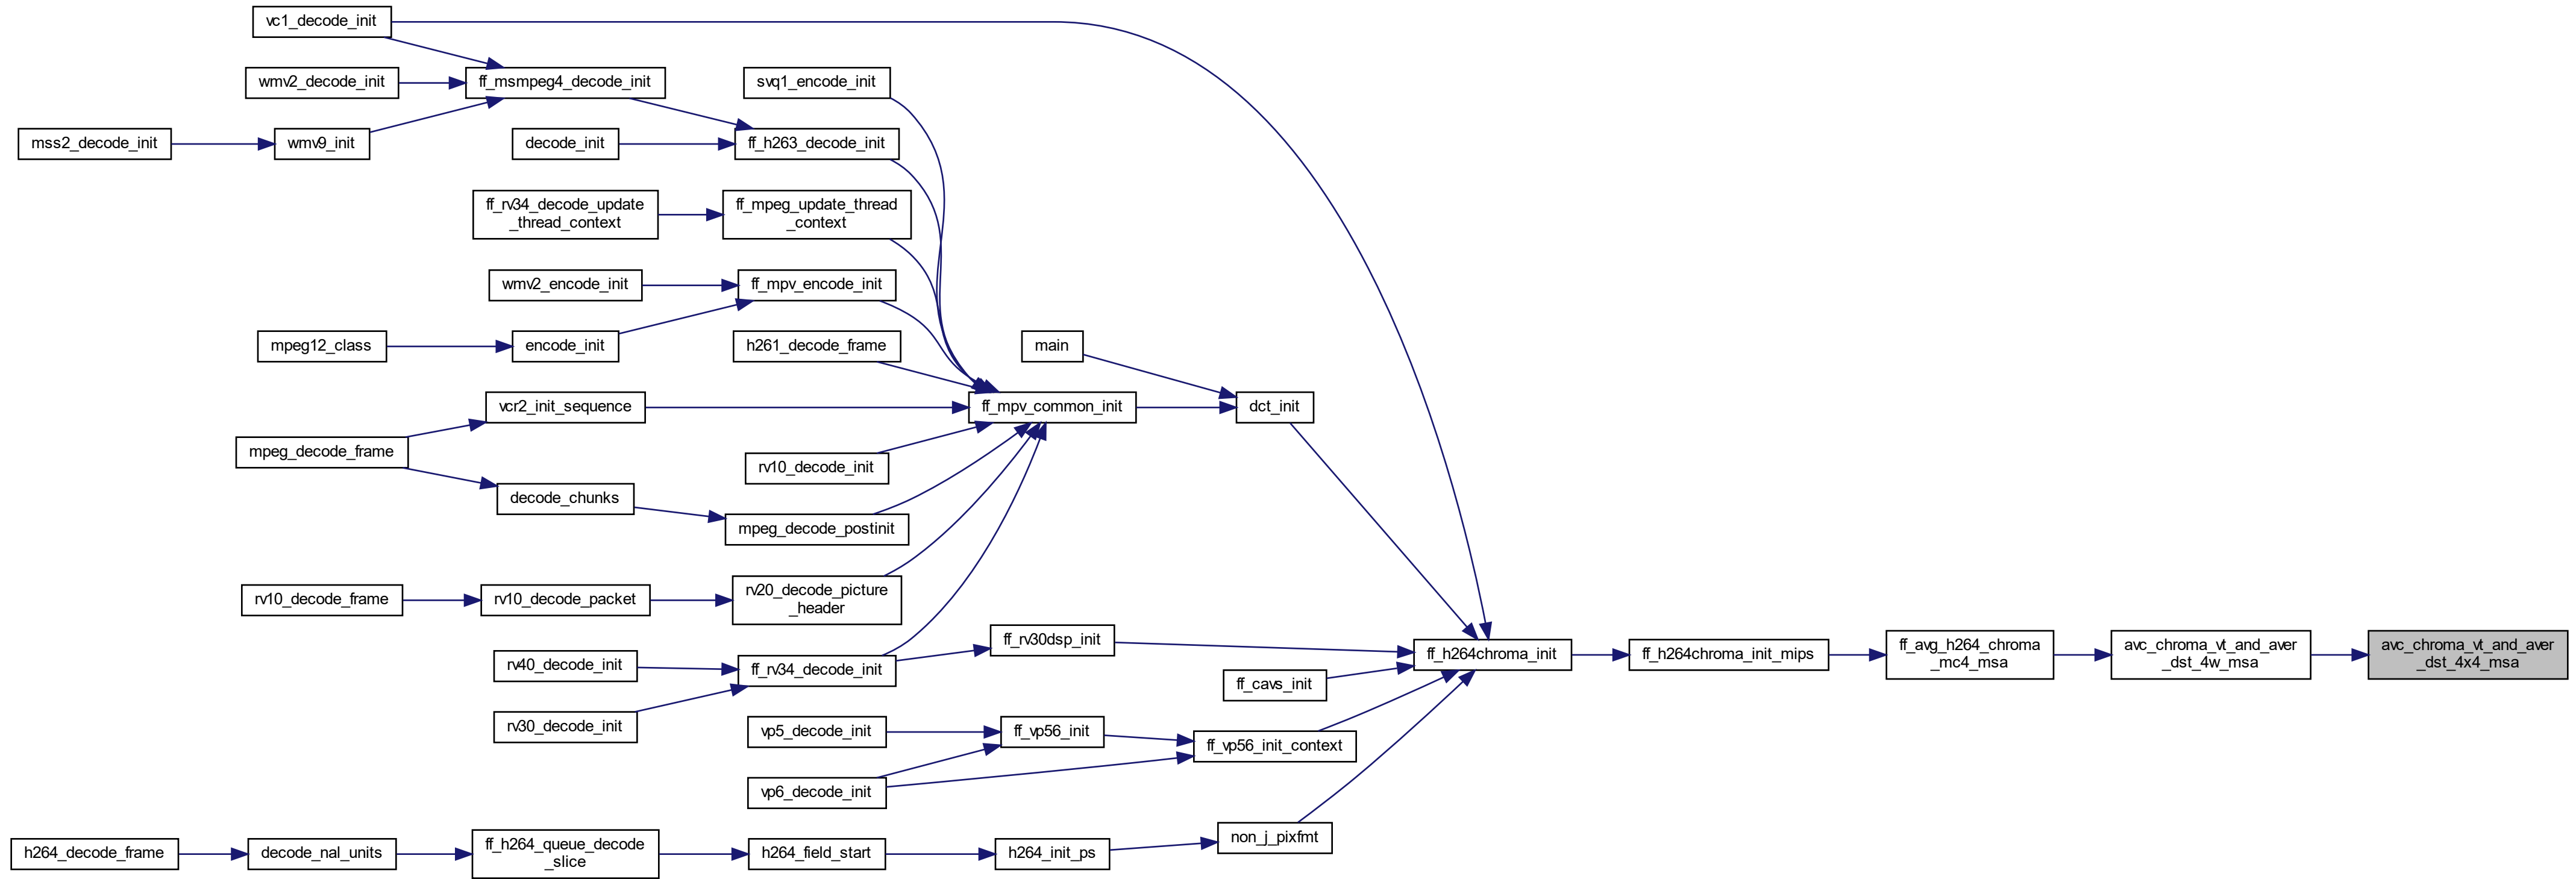 vc1_decode_init
wmv2_decode_init
ff_msmpeg4_decode_init
svq1_encode_init
mss2_decode_init
wmv9_init
decode_init
ff_h263_decode_init
ff_rv34_decode_update
_thread_context
ff_mpeg_update_thread
_context
wmv2_encode_init
ff_mpv_encode_init
mpeg12_class
encode_init
h261_decode_frame
main
vcr2_init_sequence
ff_mpv_common_init
dct_init
mpeg_decode_frame
rv10_decode_init
decode_chunks
mpeg_decode_postinit
rv10_decode_frame
rv10_decode_packet
rv20_decode_picture
_header
ff_rv30dsp_init
rv40_decode_init
ff_rv34_decode_init
ff_h264chroma_init
ff_h264chroma_init_mips
ff_avg_h264_chroma
_mc4_msa
avc_chroma_vt_and_aver
_dst_4w_msa
avc_chroma_vt_and_aver
_dst_4x4_msa
ff_cavs_init
rv30_decode_init
vp5_decode_init
ff_vp56_init
ff_vp56_init_context
vp6_decode_init
non_j_pixfmt
h264_decode_frame
decode_nal_units
ff_h264_queue_decode
_slice
h264_field_start
h264_init_ps